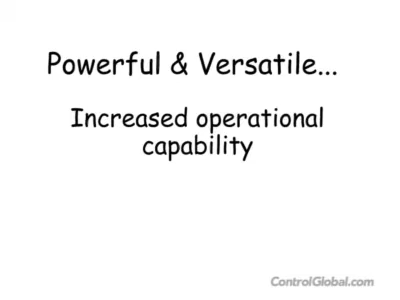 Powerful & Versatile...
Increased operational
capability
ControlGlobal.com